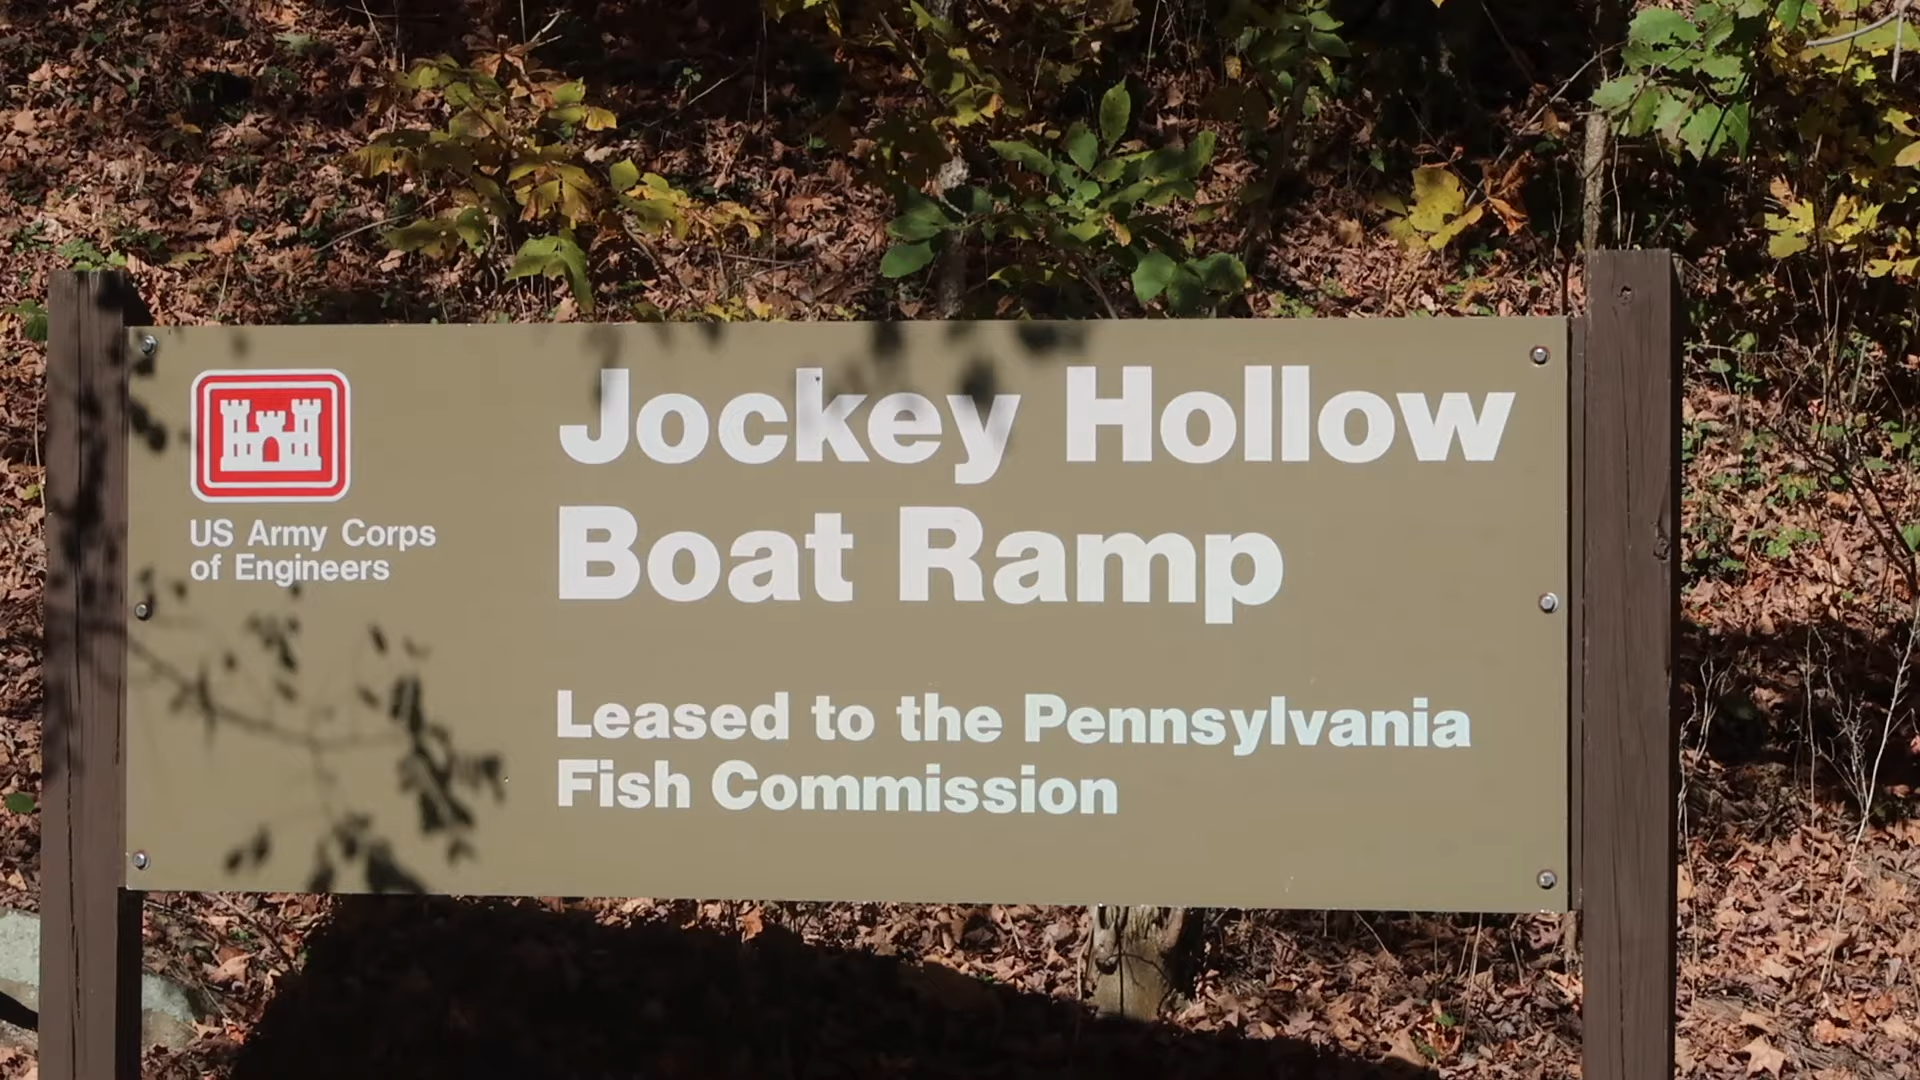 US Army Corps
of Engineers
Jockey Hollow
Boat Ramp
Leased to the Pennsylvania
Fish Commission